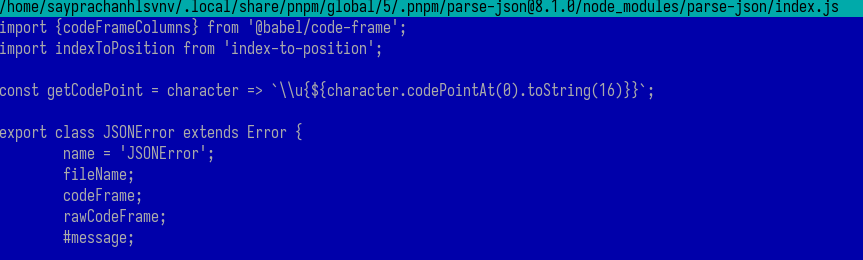 /home/sayprachanhlsvnv/.local/share/pnpm/global/5/.pnpm/parse-json@8.1.0/node_modules/parse-json/index.js
import {codeFrameColumns} from '@babel/code-frame';
import indexToPosition from 'index-to-position';

const getCodePoint = character => `\\u{${character.codePointAt(0).toString(16)}}`;

export class JSONError extends Error {
        name = 'JSONError';
        fileName;
        codeFrame;
        rawCodeFrame;
        #message;